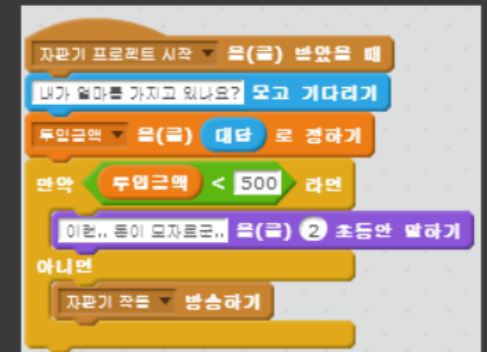 자판기 프로젝트 시작 을(를) 받았을 때
내가 얼마를 가지고 있나요? 묻고 기다리기
투입금액 을(를) 대답 로 정하기
만약 투입금액 < 500 라면
이런.. 돈이 모자르군.. 을(를) 2 초동안 말하기
아니면
자판기 작동 방송하기